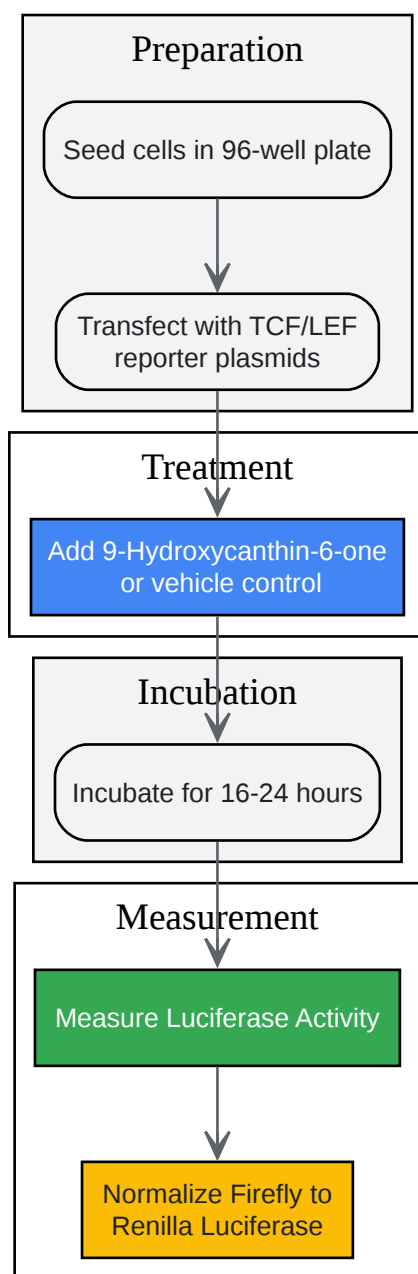 Preparation
Seed cells in 96-well plate
Transfect with TCF/LEF
reporter plasmids
Treatment
Add 9-Hydroxycanthin-6-one
or vehicle control
Incubation
Incubate for 16-24 hours
Measurement
Measure Luciferase Activity
Normalize Firefly to
Renilla Luciferase